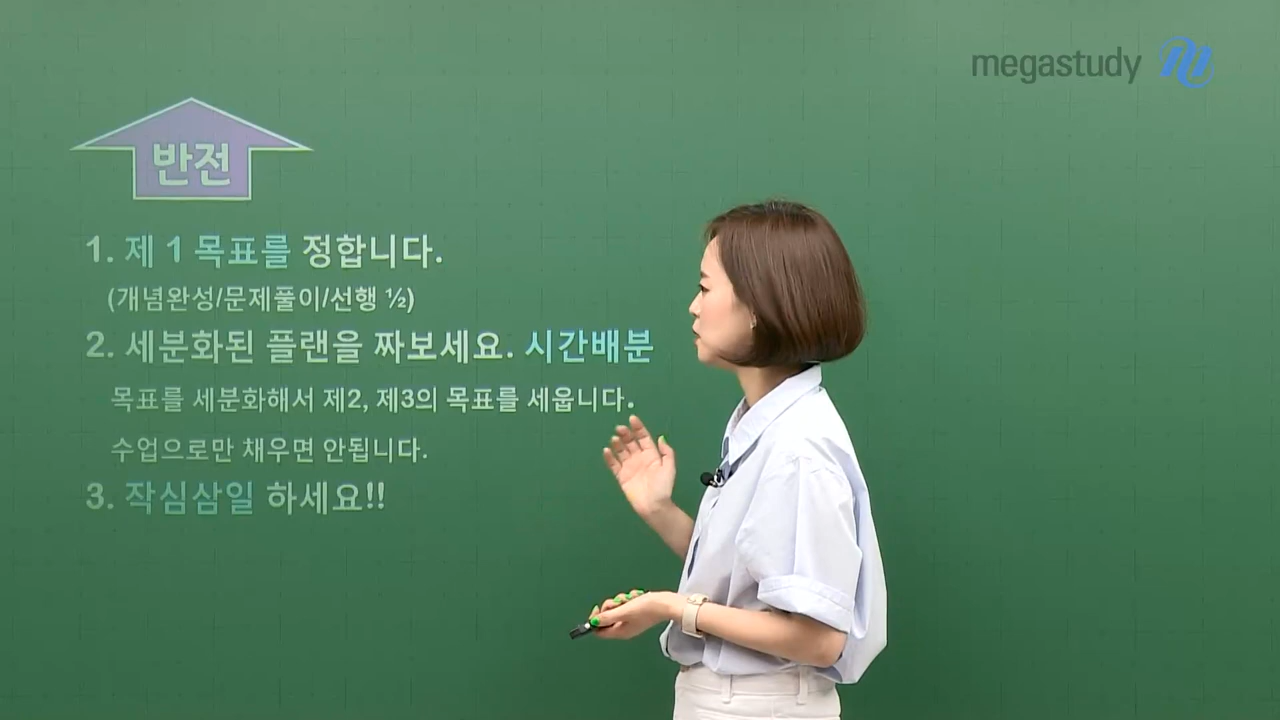 megastudy
반전
1. 제 1 목표를 정합니다.
(개념완성/문제풀이/선행 ½)
2. 세분화된 플랜을 짜보세요. 시간배분
목표를 세분화해서 제2, 제3의 목표를 세웁니다.
수업으로만 채우면 안됩니다.
3. 작심삼일 하세요!!